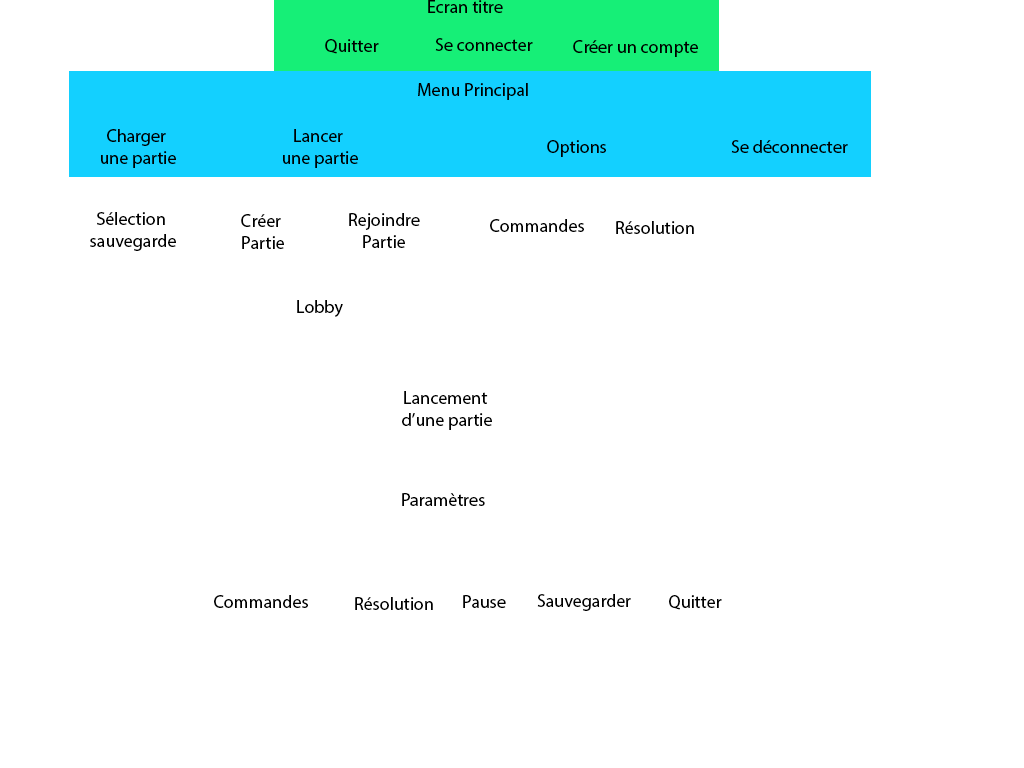 Ecran titre
Quitter Se connecter Créer un compte
Menu Principal
Charger
une partie
Lancer
une partie
Options
Se déconnecter
Sélection
sauvegarde
Créer
Partie
Rejoindre
Partie
Commandes
Résolution
Lobby
Lancement
d’une partie
Paramètres
Commandes Résolution Pause Sauvegarder Quitter